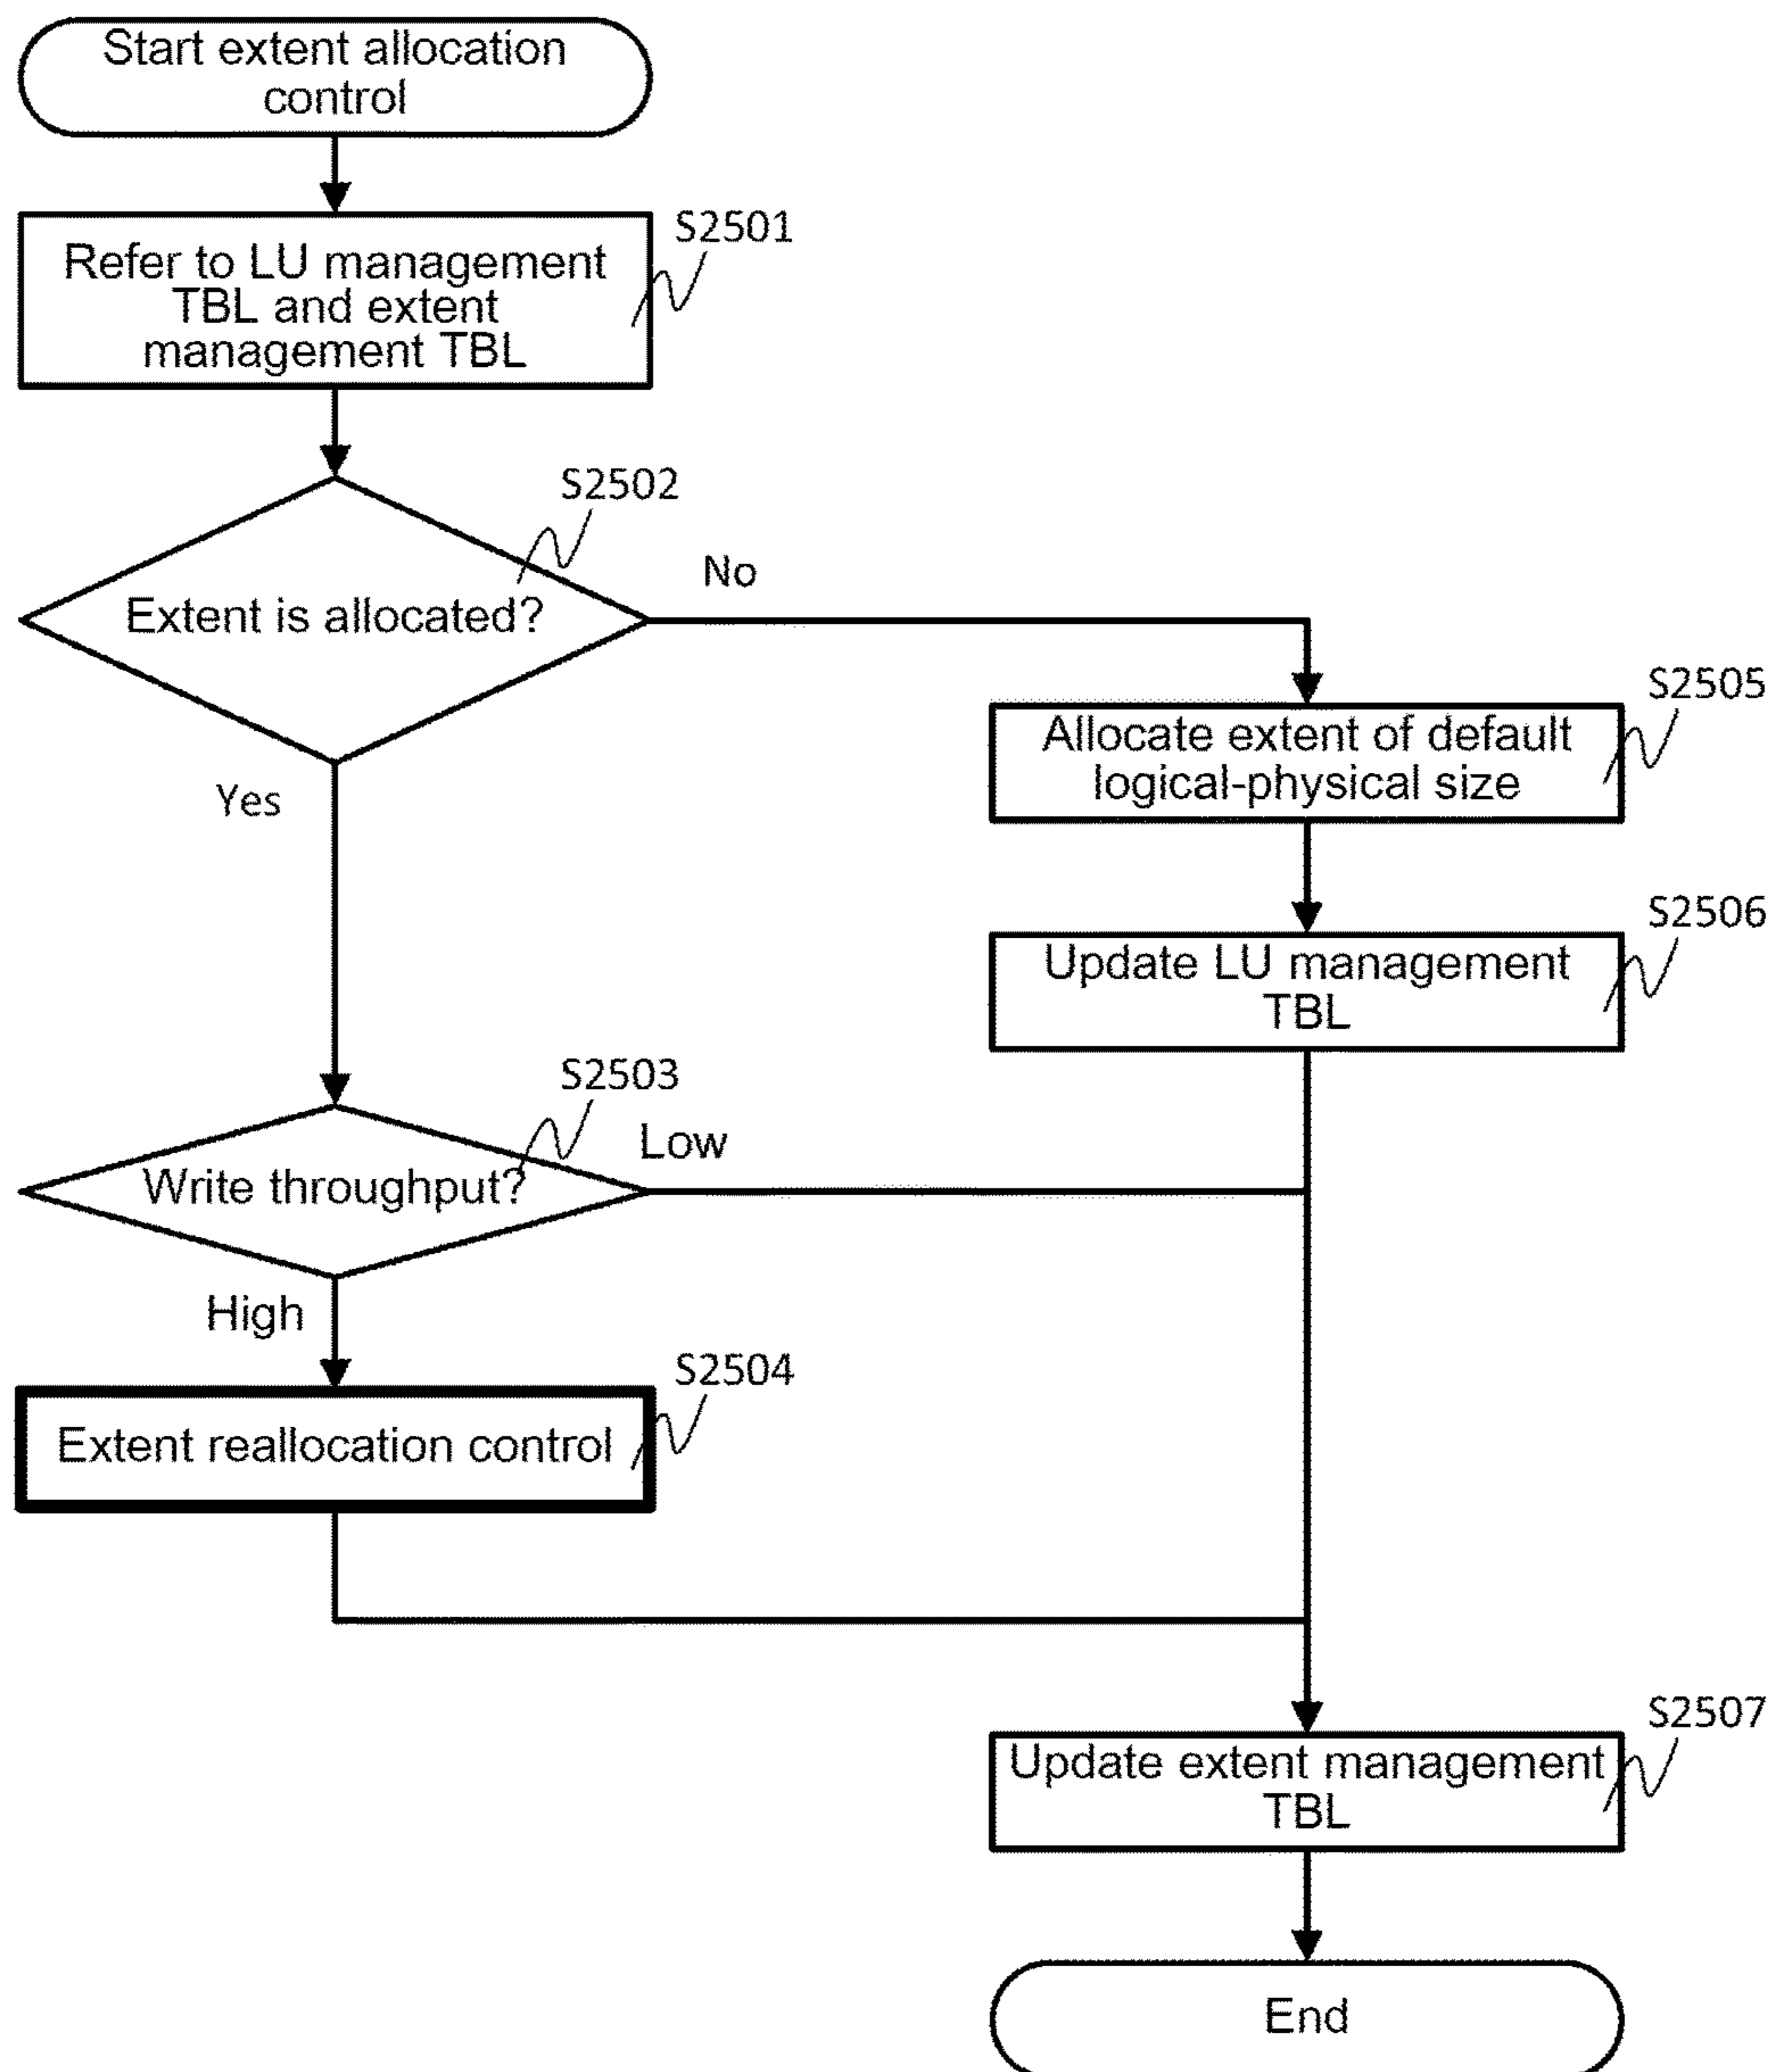 Start extent allocation
control
S2501
Refer to LU management
TBL and extent
management TBL
S2502
Extent is allocated?
No
Yes
S2505
Allocate extent of default
logical-physical size
S2506
Update LU management
TBL
S2503
Write throughput?
Low
High
S2504
Extent reallocation control
S2507
Update extent management
TBL
End